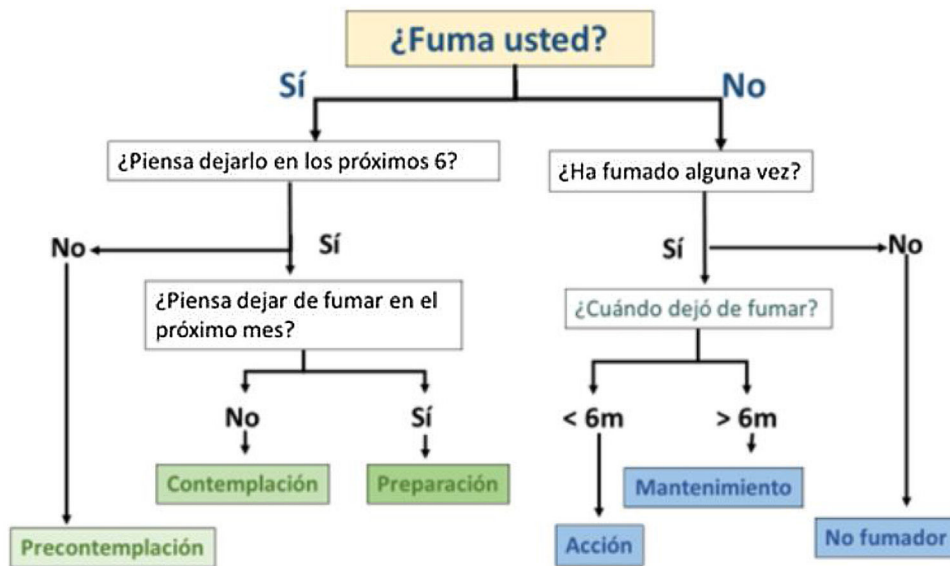 ¿Fuma usted?
Sí
No
¿Piensa dejarlo en los próximos 6?
¿Ha fumado alguna vez?
No
Sí
Sí
No
¿Piensa dejar de fumar en el
próximo mes?
¿Cuándo dejó de fumar?
No
Sí
< 6m
> 6m
Contemplación
Preparación
Mantenimiento
Precontemplación
Acción
No fumador